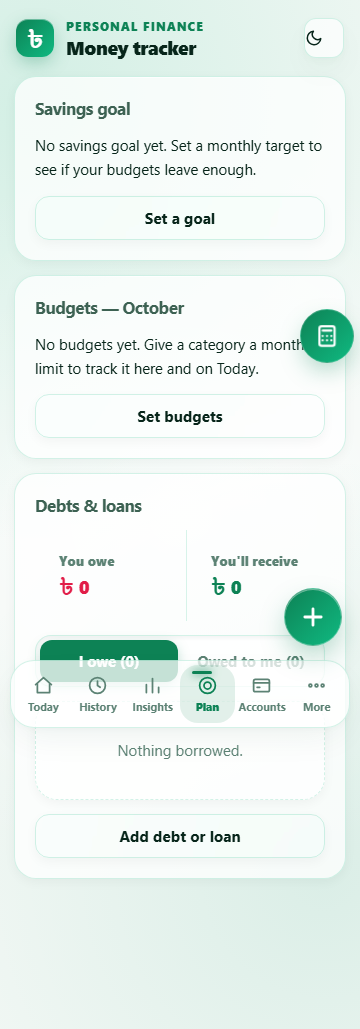 ৳
PERSONAL FINANCE
Money tracker
Savings goal
No savings goal yet. Set a monthly target to
see if your budgets leave enough.
Set a goal
Budgets — October
No budgets yet. Give a category a month
limit to track it here and on Today.
Set budgets
Debts & loans
You owe
৳ 0
You'll receive
৳ 0
I owe (0)
Owed to me (0)
Today
History
Insights
Plan
Accounts
More
Nothing borrowed.
Add debt or loan